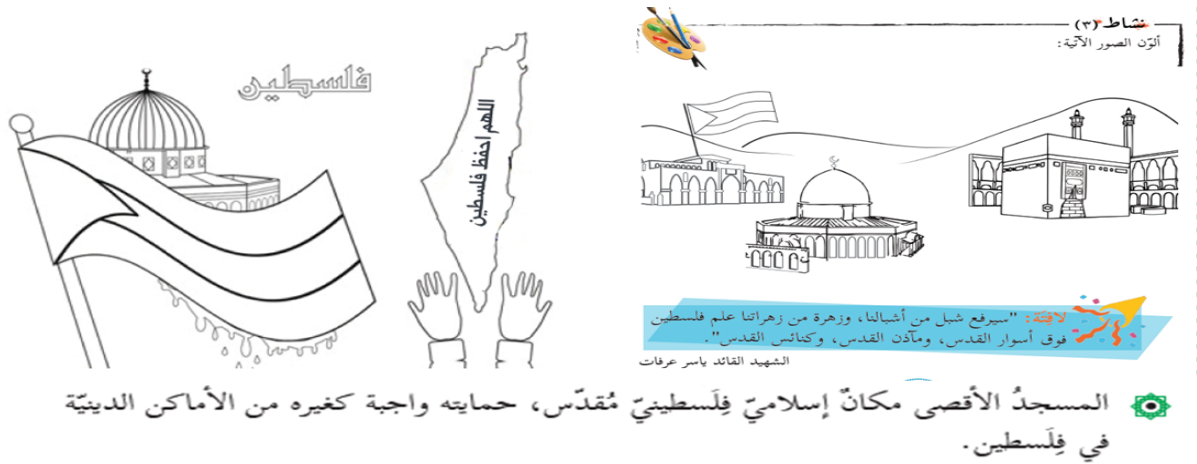 نشاط (٣)
ألوّن الصور الآتية:
فلسطين
اللهم احفظ فلسطين
لافتة: "سيرفع شبل من أشبالنا، وزهرة من زهراتنا علم فلسطين
فوق أسوار القدس، ومآذن القدس، وكنائس القدس".
الشهيد القائد ياسر عرفات
المسجدُ الأقصى مكانٌ إسلاميّ فِلَسطينيّ مُقدّس، حمايته واجبة كغيره من الأماكن الدينيّة
في فِلَسطين.